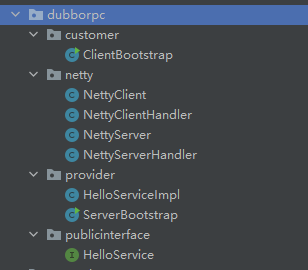 dubborpc
customer
ClientBootstrap
netty
NettyClient
NettyClientHandler
NettyServer
NettyServerHandler
provider
HelloServiceImpl
ServerBootstrap
publicinterface
HelloService